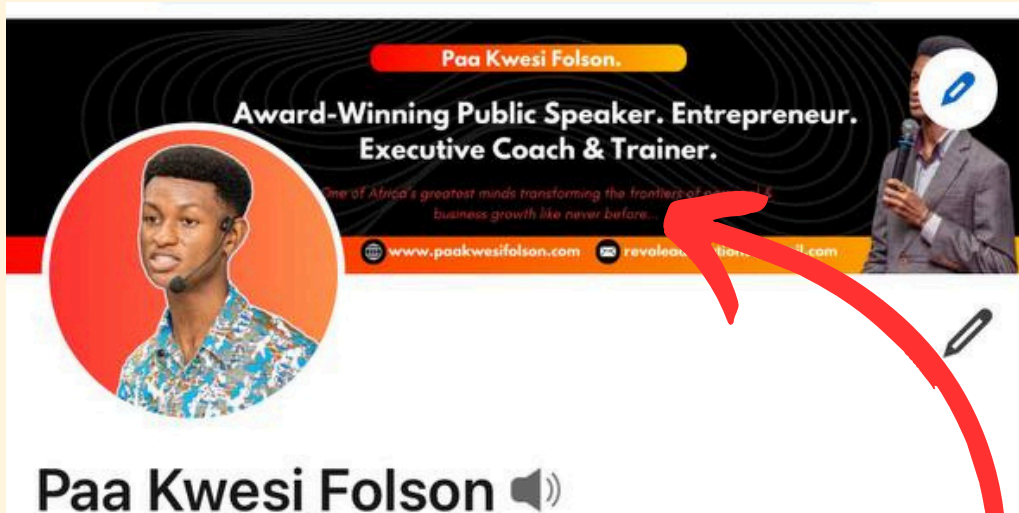 Paa Kwesi Folson.
Award-Winning Public Speaker. Entrepreneur.
Executive Coach & Trainer.
One of Africa's greatest minds transforming the frontiers of &
business growth like never before...
www.paakwesifolson.com
Paa Kwesi Folson